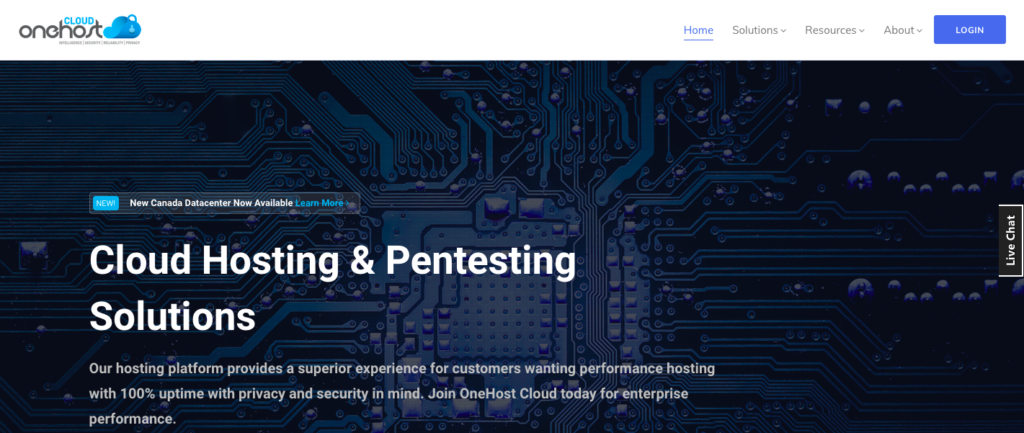 CLOUD
onehost
INTELLIGENCE | SECURITY | RELIABILITY | PRIVACY
Home Solutions Resources About LOGIN
NEW! New Canada Datacenter Now Available Learn More
Live Chat
Cloud Hosting & Pentesting
Solutions
Our hosting platform provides a superior experience for customers wanting performance hosting
with 100% uptime with privacy and security in mind. Join OneHost Cloud today for enterprise
performance.